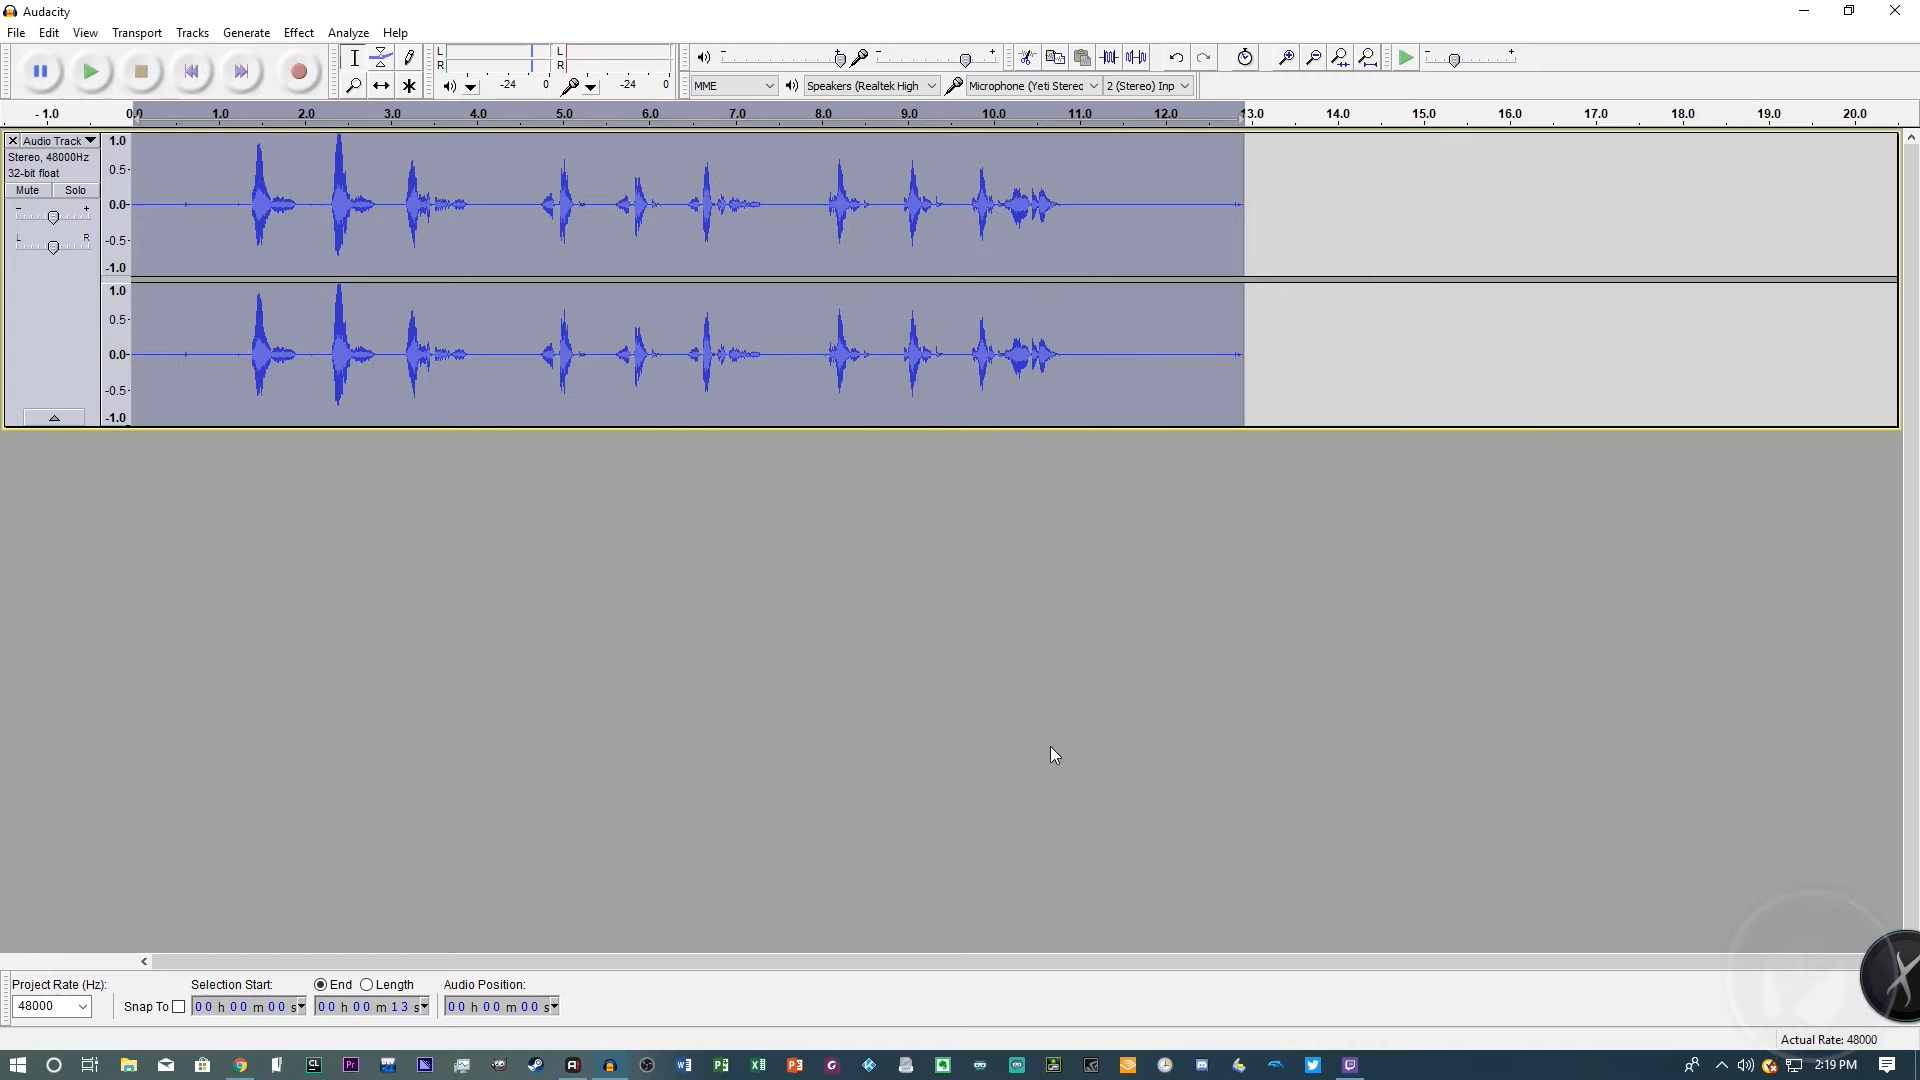 Audacity
File Edit View Transport Tracks Generate Effect Analyze Help
L
R
-24 0
L
R
-24 0
MME
Speakers (Realtek High
Microphone (Yeti Sterec
2 (Stereo) Inp
- 1.0 0.0 1.0 2.0 3.0 4.0 5.0 6.0 7.0 8.0 9.0 10.0 11.0 12.0 13.0 14.0 15.0 16.0 17.0 18.0 19.0 20.0
Audio Track
Stereo, 48000Hz
32-bit float
Mute Solo
- +
L R
1.0
0.5-
0.0-
-0.5-
-1.0
1.0
0.5-
0.0-
-0.5-
-1.0
Project Rate (Hz):
48000
Snap To
Selection Start:
00 h 00 m 00 s
End Length
00 h 00 m 13 s
Audio Position:
00 h 00 m 00 s
Actual Rate: 48000
2:19 PM